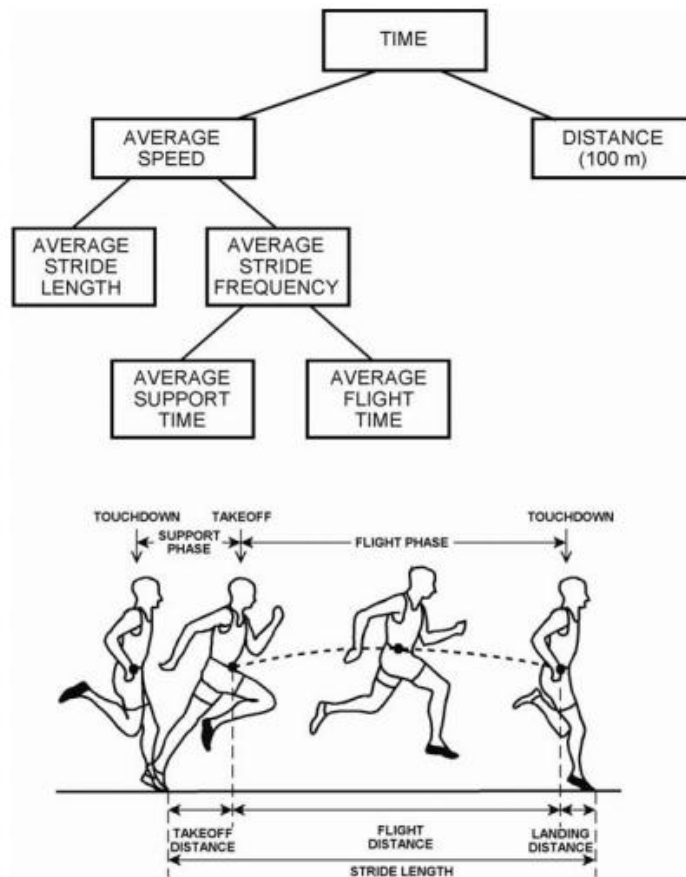 TIME
AVERAGE
SPEED
DISTANCE
(100 m)
AVERAGE
STRIDE
LENGTH
AVERAGE
STRIDE
FREQUENCY
AVERAGE
SUPPORT
TIME
AVERAGE
FLIGHT
TIME
TOUCHDOWN
TAKEOFF
TOUCHDOWN
SUPPORT
PHASE
FLIGHT PHASE
TAKEOFF
DISTANCE
FLIGHT
DISTANCE
LANDING
DISTANCE
STRIDE LENGTH